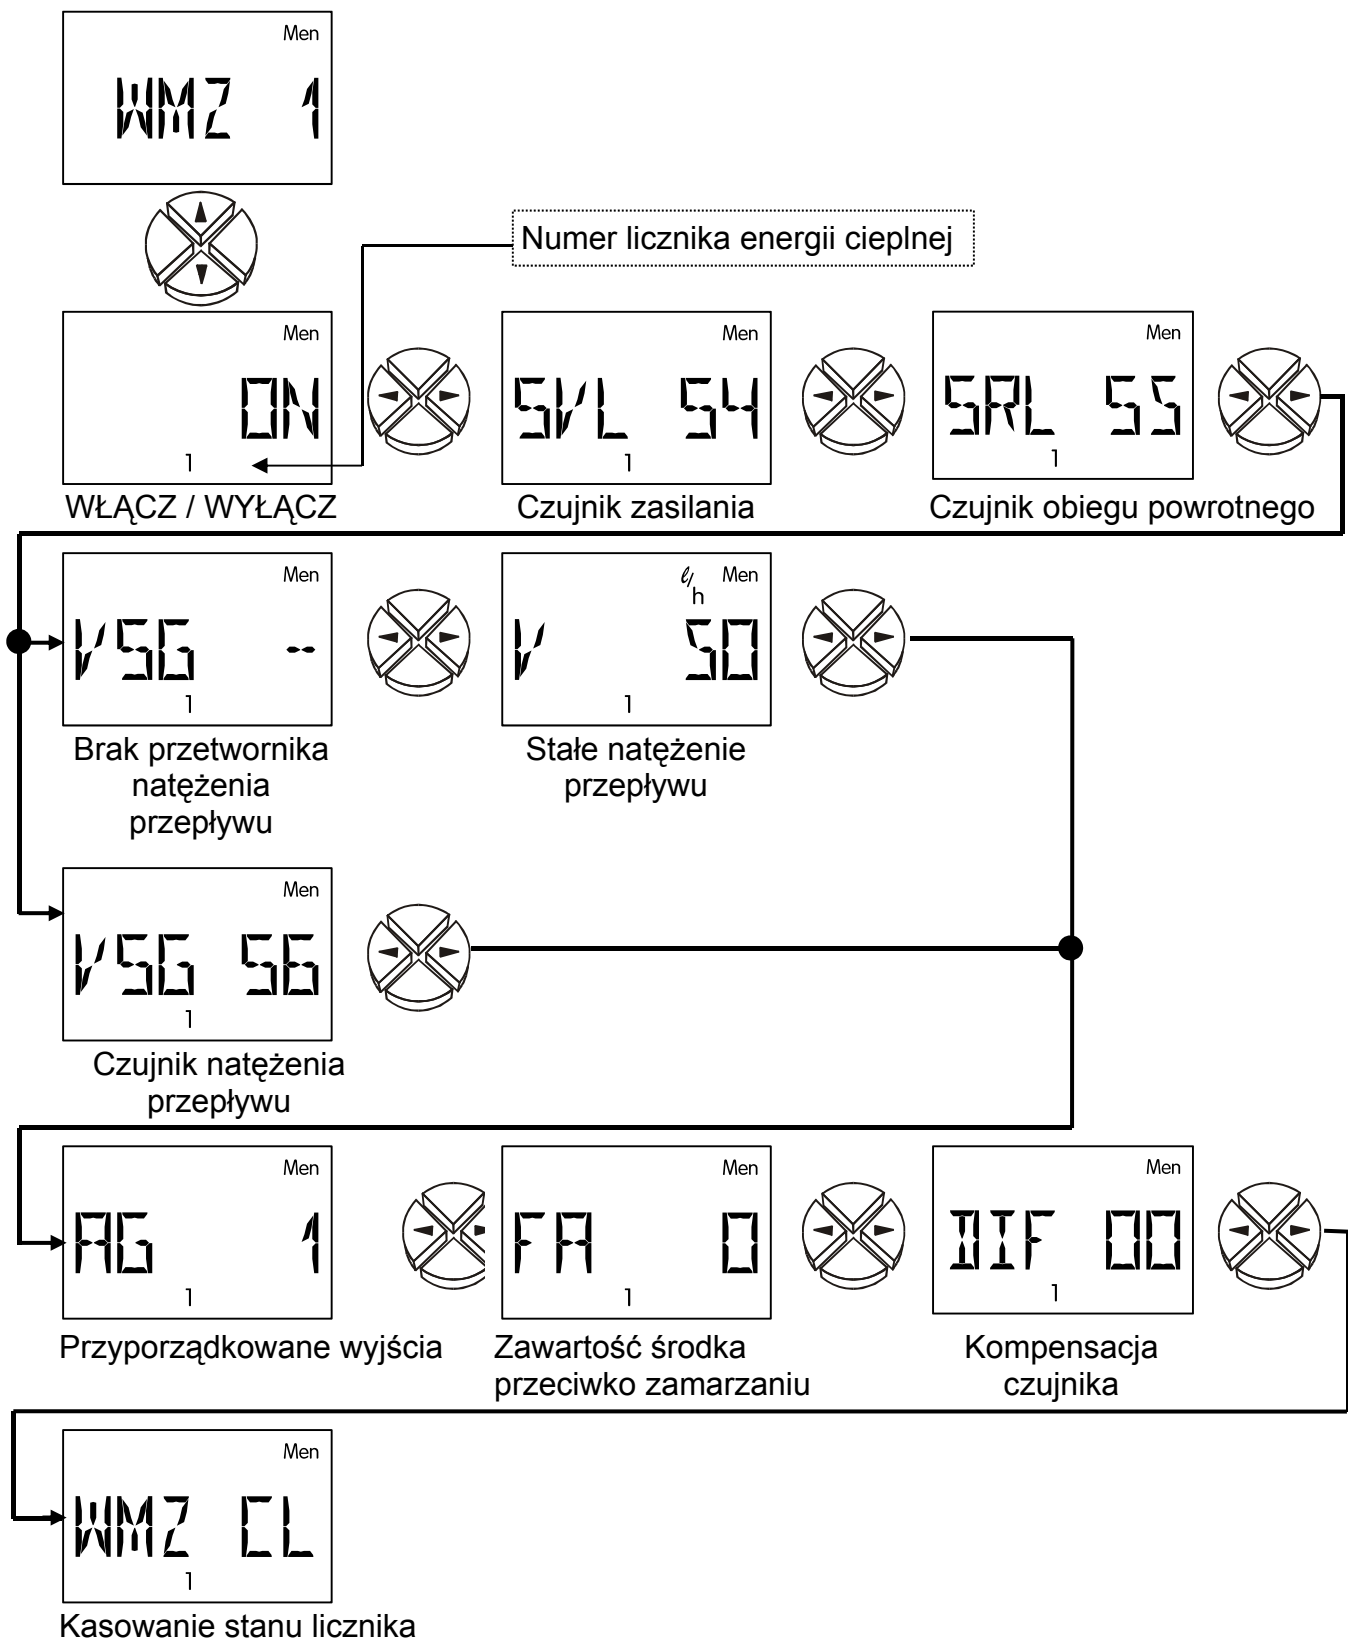 Men
WMZ 1
Numer licznika energii cieplnej
Men
ON
1
WŁĄCZ / WYŁĄCZ
Men
SVL S4
1
Czujnik zasilania
Men
SRL S5
1
Czujnik obiegu powrotnego
Men
VSG --
1
Brak przetwornika
natężenia
przepływu
l/h Men
V 50
1
Stałe natężenie
przepływu
Men
VSG S6
1
Czujnik natężenia
przepływu
Men
AG 1
1
Przyporządkowane wyjścia
Men
FA 0
1
Zawartość środka
przeciwko zamarzaniu
Men
DIF 00
1
Kompensacja
czujnika
Men
WMZ CL
1
Kasowanie stanu licznika